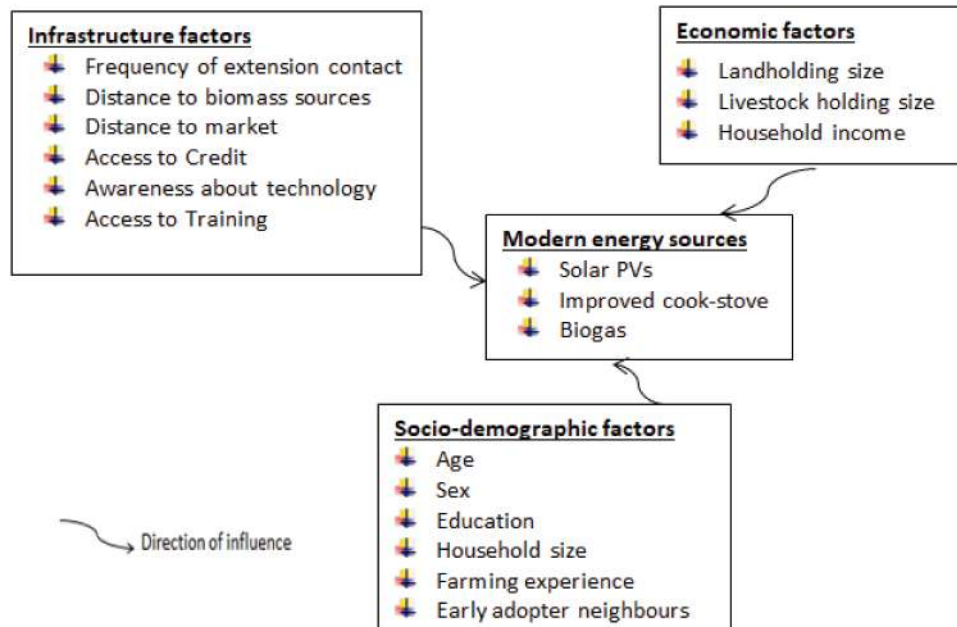 Infrastructure factors
Frequency of extension contact
Distance to biomass sources
Distance to market
Access to Credit
Awareness about technology
Access to Training
Economic factors
Landholding size
Livestock holding size
Household income
Modern energy sources
Solar PVs
Improved cook-stove
Biogas
Socio-demographic factors
Age
Sex
Education
Household size
Farming experience
Early adopter neighbours
Direction of influence